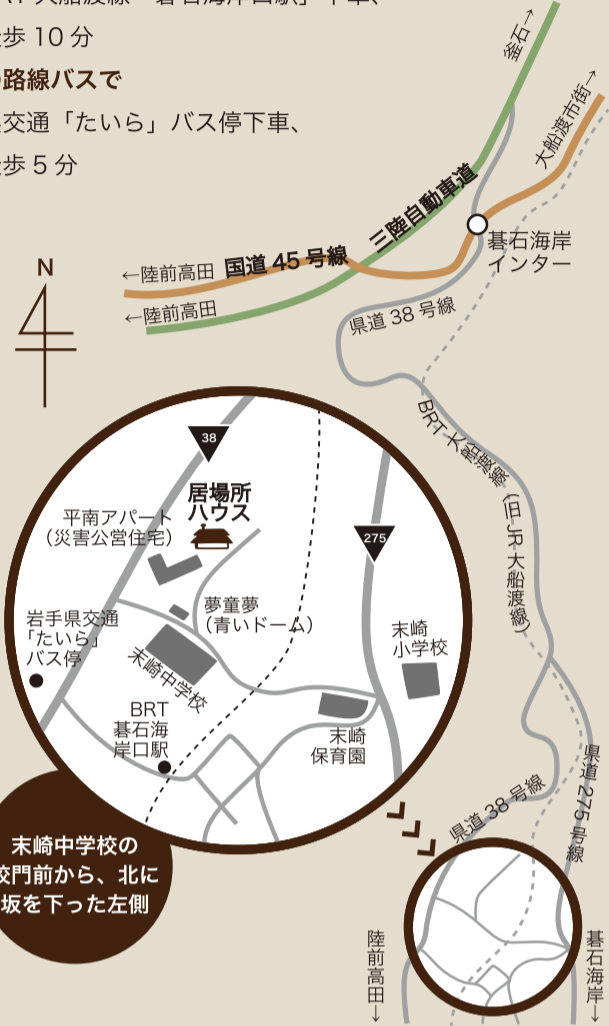 歩 10 分
路線バスで
交通「たいら」バス停下車、
歩 5 分
釜石→
大船渡市街→
三陸自動車道
←陸前高田
国道 45 号線
←陸前高田
碁石海岸
インター
県道 38 号線
N
BRT 大船渡線（旧 JR 大船渡線）
38
居場所
ハウス
平南アパート
（災害公営住宅）
275
夢童夢
（青いドーム）
岩手県交通
「たいら」
バス停
末崎中学校
末崎
小学校
BRT
碁石海
岸口駅
末崎
保育園
県道 38 号線
県道 275 号線
末崎中学校の
校門前から、北に
坂を下った左側
陸前高田→
碁石海岸→